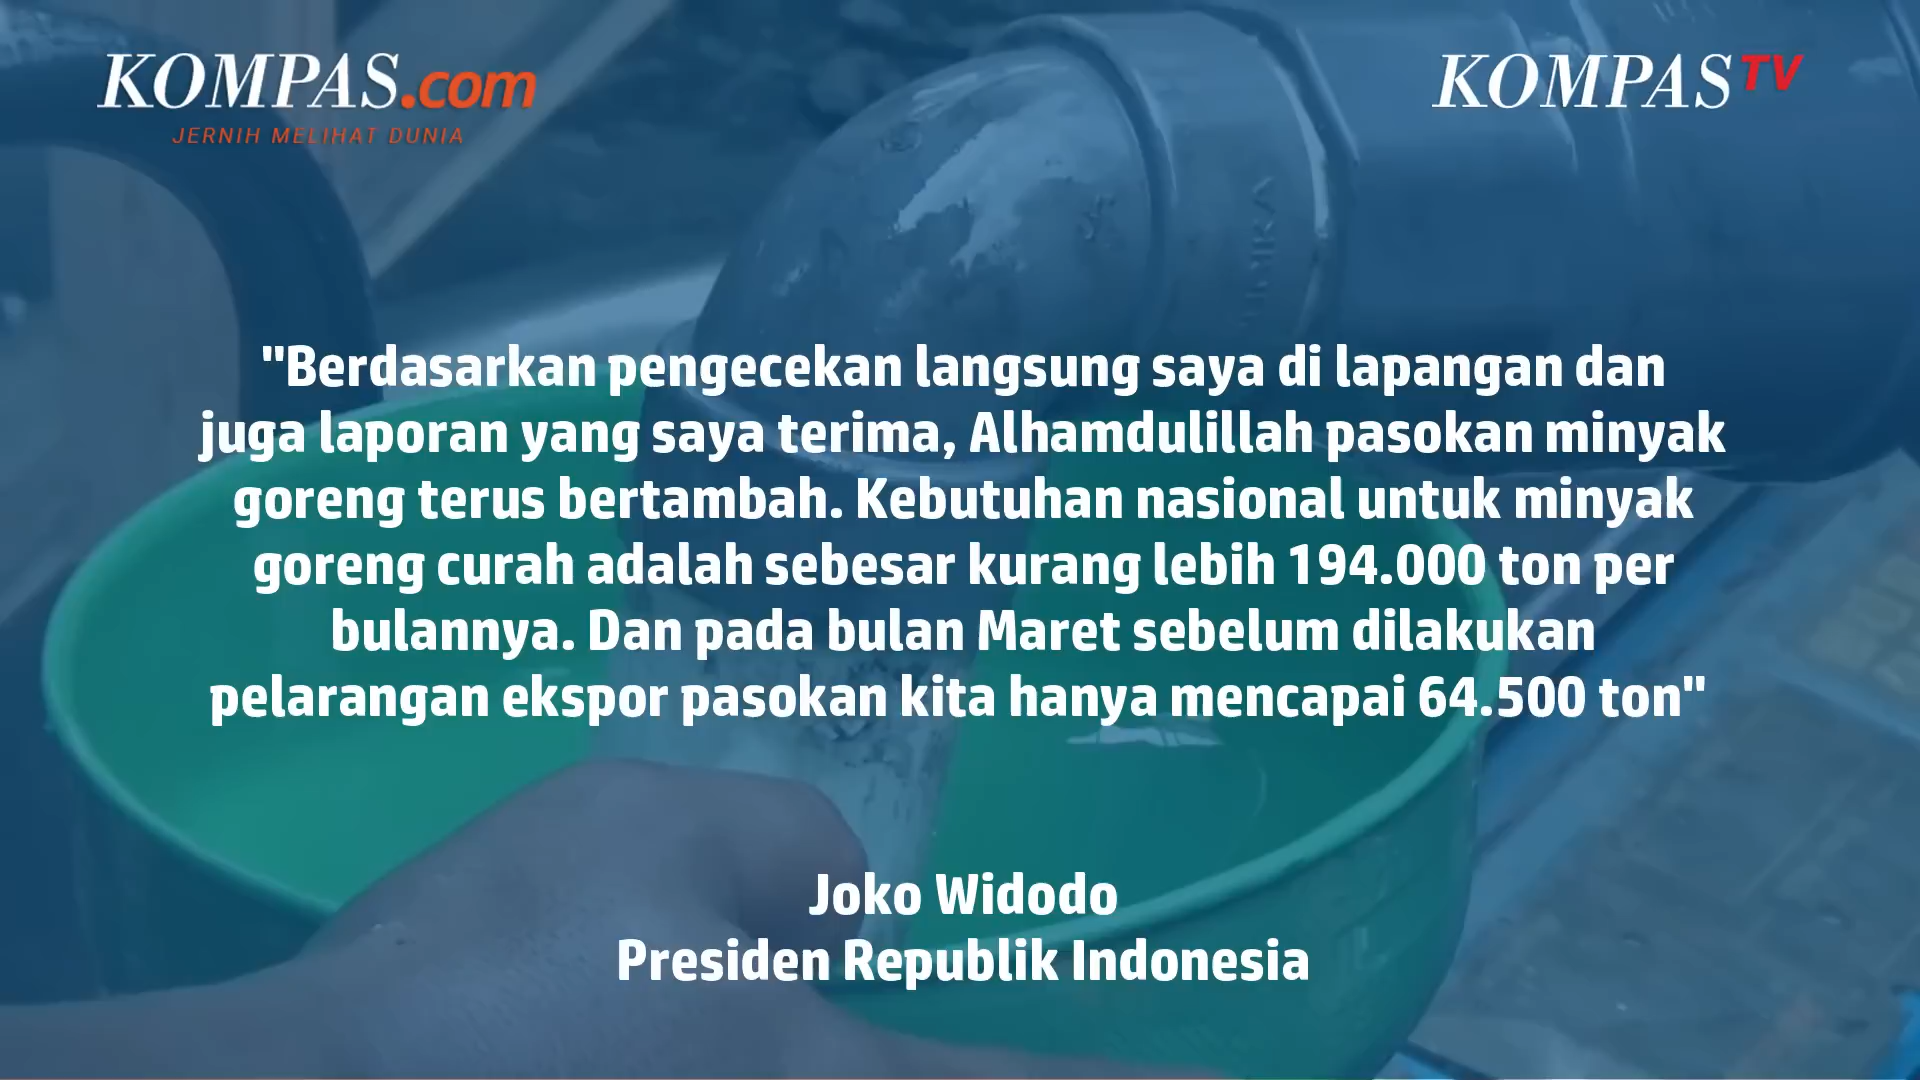 KOMPAS.com
JERNIH MELIHAT DUNIA
KOMPAS TV
"Berdasarkan pengecekan langsung saya di lapangan dan
juga laporan yang saya terima, Alhamdulillah pasokan minyak
goreng terus bertambah. Kebutuhan nasional untuk minyak
goreng curah adalah sebesar kurang lebih 194.000 ton per
bulannya. Dan pada bulan Maret sebelum dilakukan
pelarangan ekspor pasokan kita hanya mencapai 64.500 ton"
Joko Widodo
Presiden Republik Indonesia